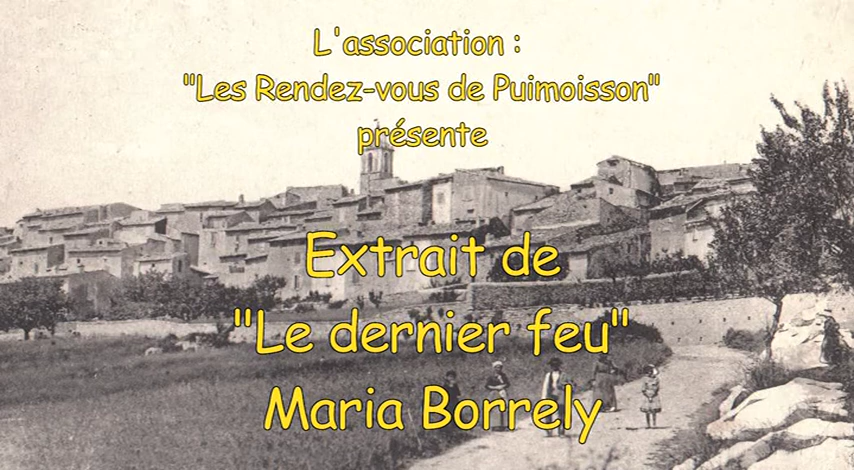 L'association :
"Les Rendez-vous de Puimoisson"
présente
Extrait de
"Le dernier feu"
Maria Borrely